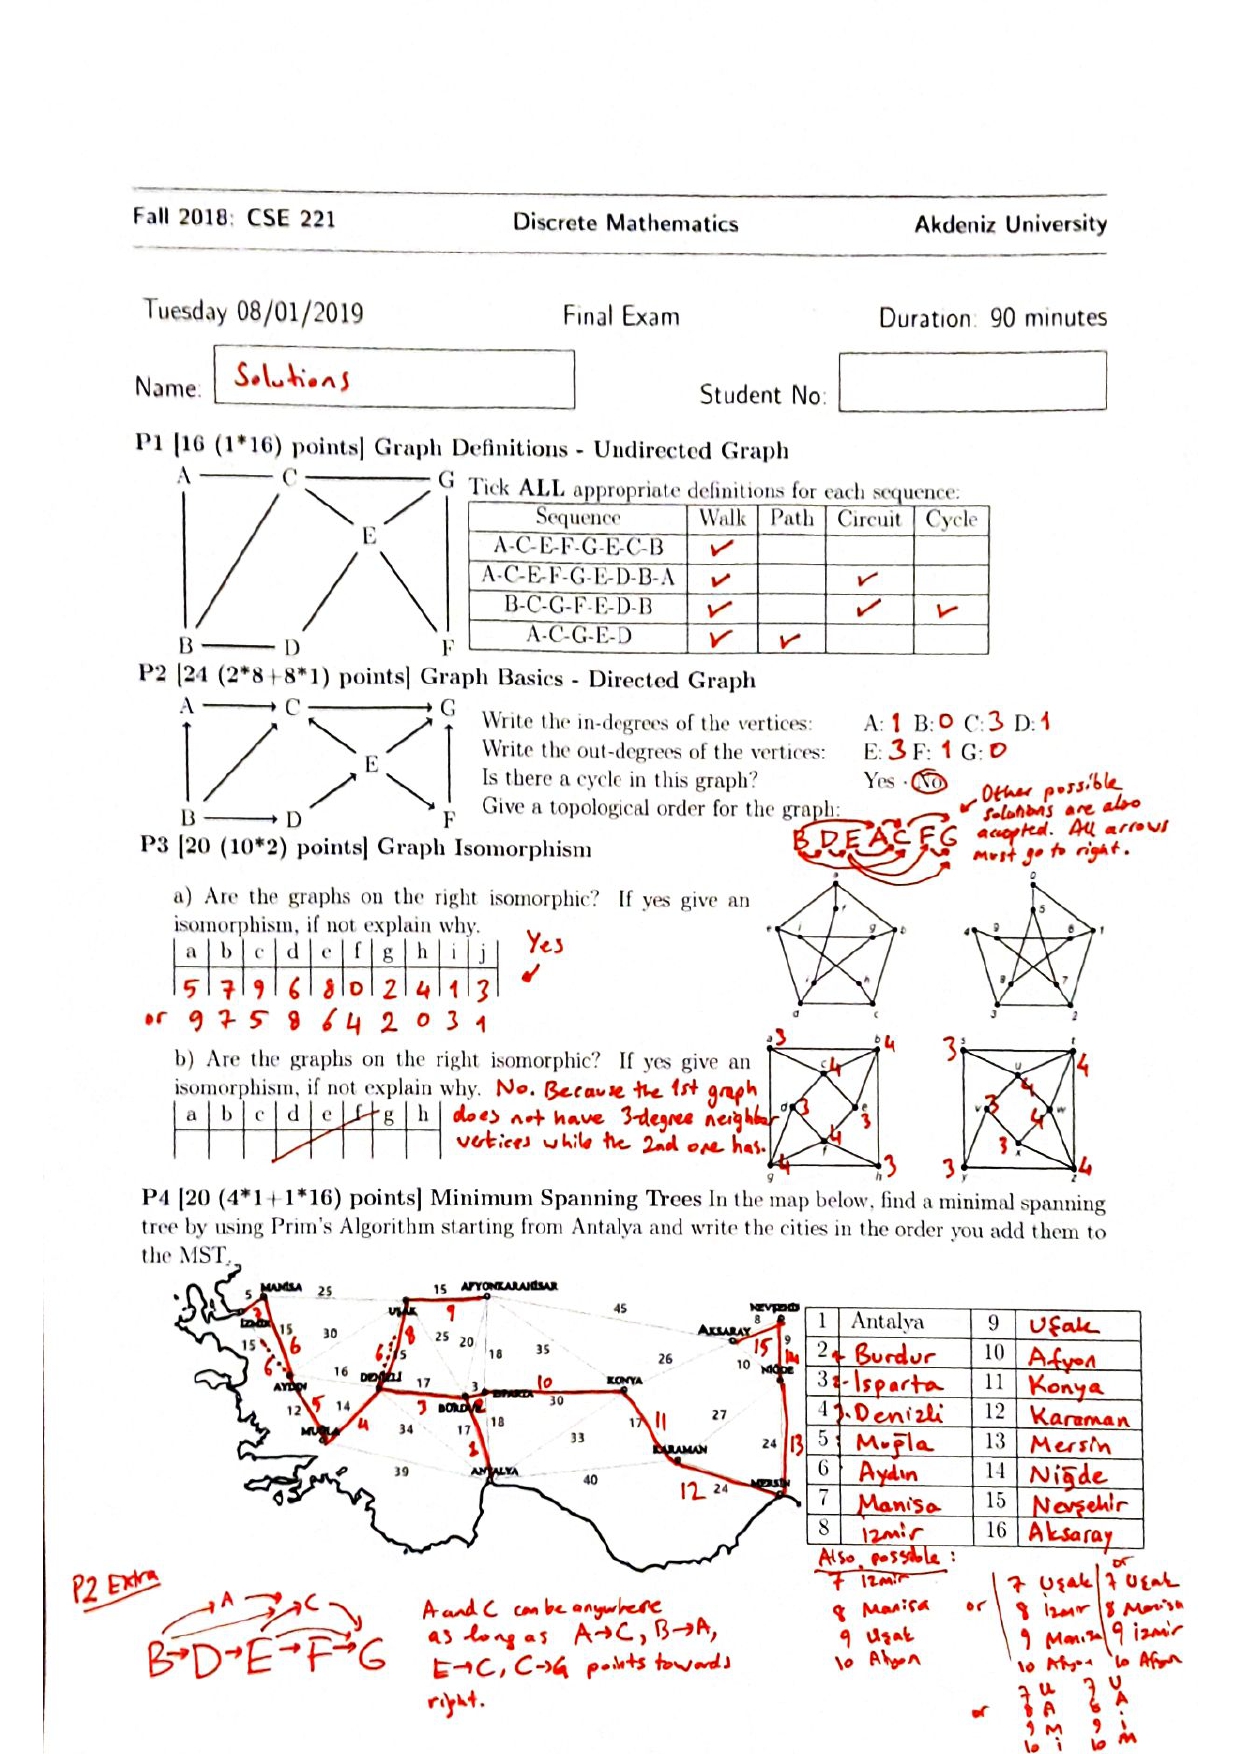 Fall 2018: CSE 221 Discrete Mathematics Akdeniz University
Tuesday 08/01/2019 Final Exam Duration: 90 minutes
Name: Solutions Student No:
P1 [16 (1*16) points] Graph Definitions - Undirected Graph
A C G
E
B D F
Tick ALL appropriate definitions for each sequence:
Sequence Walk Path Circuit Cycle
A-C-E-F-G-E-C-B ✓
A-C-E-F-G-E-D-B-A ✓ ✓
B-C-G-F-E-D-B ✓ ✓ ✓
A-C-G-E-D ✓ ✓
P2 [24 (2*8+8*1) points] Graph Basics - Directed Graph
A C G
E
B D F
Write the in-degrees of the vertices: A: 1 B: 0 C: 3 D: 1
Write the out-degrees of the vertices: E: 3 F: 1 G: 0
Is there a cycle in this graph? Yes - No
Give a topological order for the graph:
B D E A C F G
Other possible
solutions are also
accepted. All arrows
must go to right.
P3 [20 (10*2) points] Graph Isomorphism
a) Are the graphs on the right isomorphic? If yes give an
isomorphism, if not explain why.
a b c d e f g h i j
5 7 9 6 8 0 2 4 1 3
or 9 7 5 8 6 4 2 0 3 1
Yes
✓
a
f
e i g b
j h
d c
0
5
4 9 6 1
8 7
3 2
b) Are the graphs on the right isomorphic? If yes give an
isomorphism, if not explain why. No. Because the 1st graph
a b c d e f g h does not have 3-degree neighbor
vertices while the 2nd one has.
a 3 b 4
c 4
d 3 e 3
f 4
g 4 h 3
3 s t 4
u 4
v 3 w 4
3 x
3 y z 4
P4 [20 (4*1+1*16) points] Minimum Spanning Trees In the map below, find a minimal spanning
tree by using Prim's Algorithm starting from Antalya and write the cities in the order you add them to
the MST.
5 MANİSA 25 15 AFYONKARAHİSAR
UŞAK 9 45 8 NEVŞEHİR
İZMİR 7 15 6 30 8 25 20 18 35 AKSARAY 15 9 14
15 6 6 15 26 10 NİĞDE
AYDIN 16 DENİZLİ 17 3 ISPARTA 10 KONYA
12 5 14 4 3 BURDUR 2 30 27
MUĞLA 34 17 1 18 33 17 11 KARAMAN 24 13
39 ANTALYA 40 12 24 MERSİN
1 Antalya 9 Uşak
2 Burdur 10 Afyon
3 Isparta 11 Konya
4 Denizli 12 Karaman
5 Muğla 13 Mersin
6 Aydın 14 Niğde
7 Manisa 15 Nevşehir
8 İzmir 16 Aksaray
Also possible:
7 İzmir
8 Manisa
9 Uşak
10 Afyon
or
7 Uşak
8 İzmir
9 Manisa
10 Afyon
or
7 Uşak
8 Manisa
9 İzmir
10 Afyon
or
7 U 7 U
8 A 8 A
9 M 9 i
10 i 10 M
P2 Extra
A → C
B → D → E → F → G
A and C can be anywhere
as long as A→C, B→A,
E→C, C→G points towards
right.